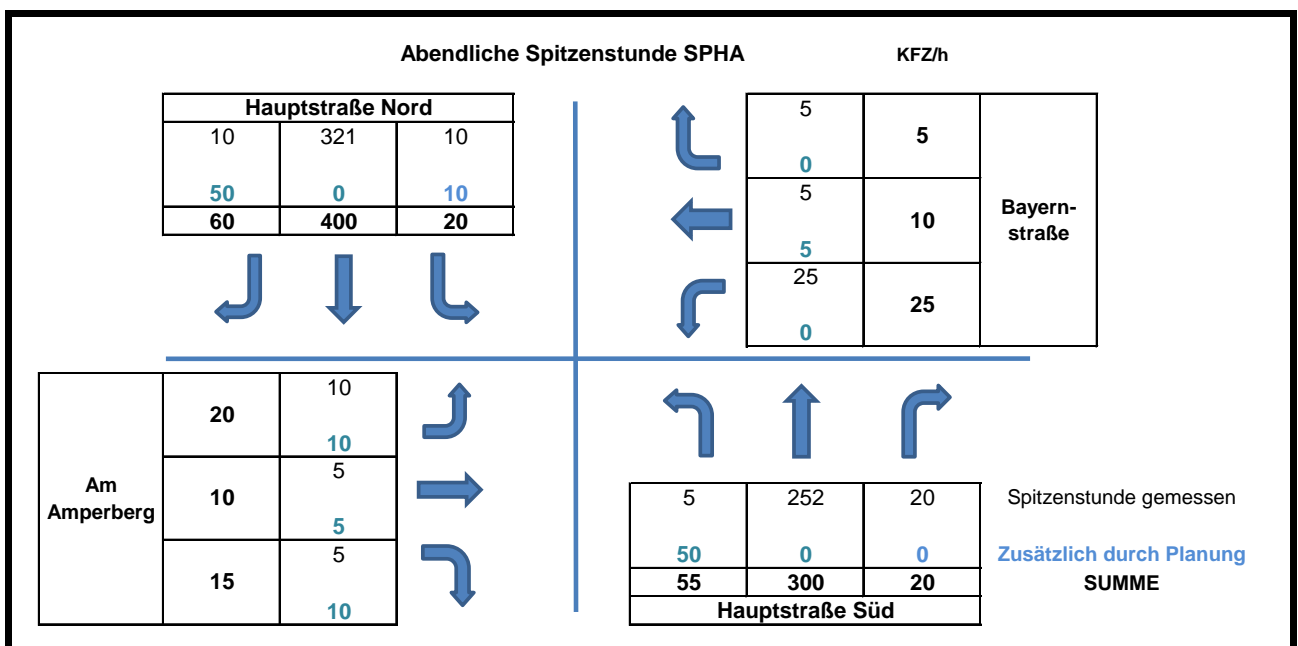 Abendliche Spitzenstunde SPHA KFZ/h
Hauptstraße Nord
10 321 10
50 0 10
60 400 20
5
5
0
5
10
5
25
25
0
Bayern-
straße
Am
Amperberg
10
20
10
5
10
5
5
15
10
5 252 20 Spitzenstunde gemessen
50 0 0 Zusätzlich durch Planung
55 300 20 SUMME
Hauptstraße Süd